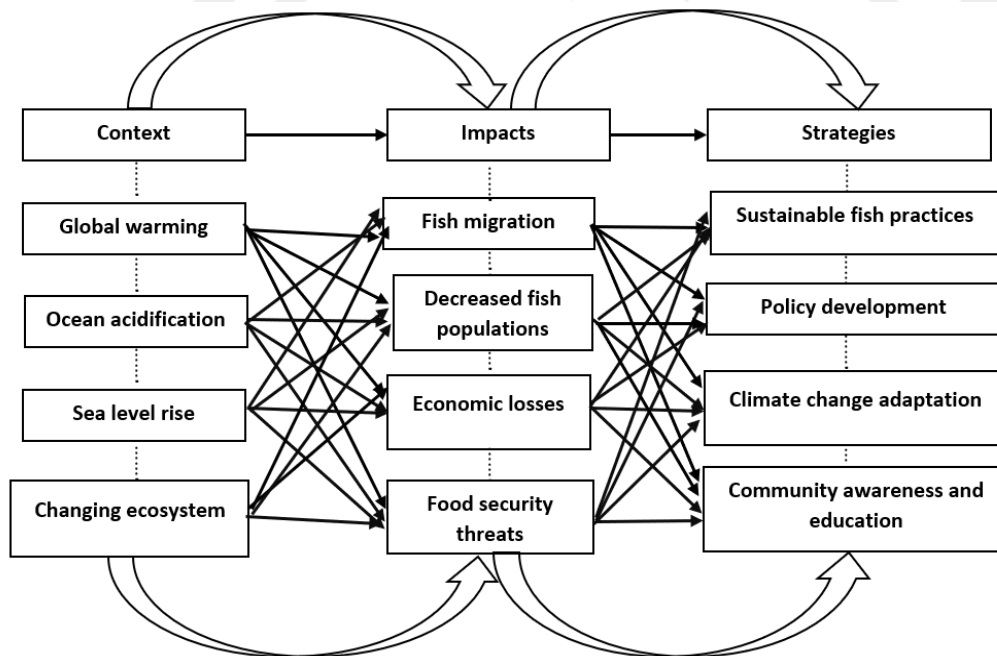 Context
Impacts
Strategies
Global warming
Fish migration
Sustainable fish practices
Ocean acidification
Decreased fish
populations
Policy development
Sea level rise
Economic losses
Climate change adaptation
Changing ecosystem
Food security
threats
Community awareness and
education